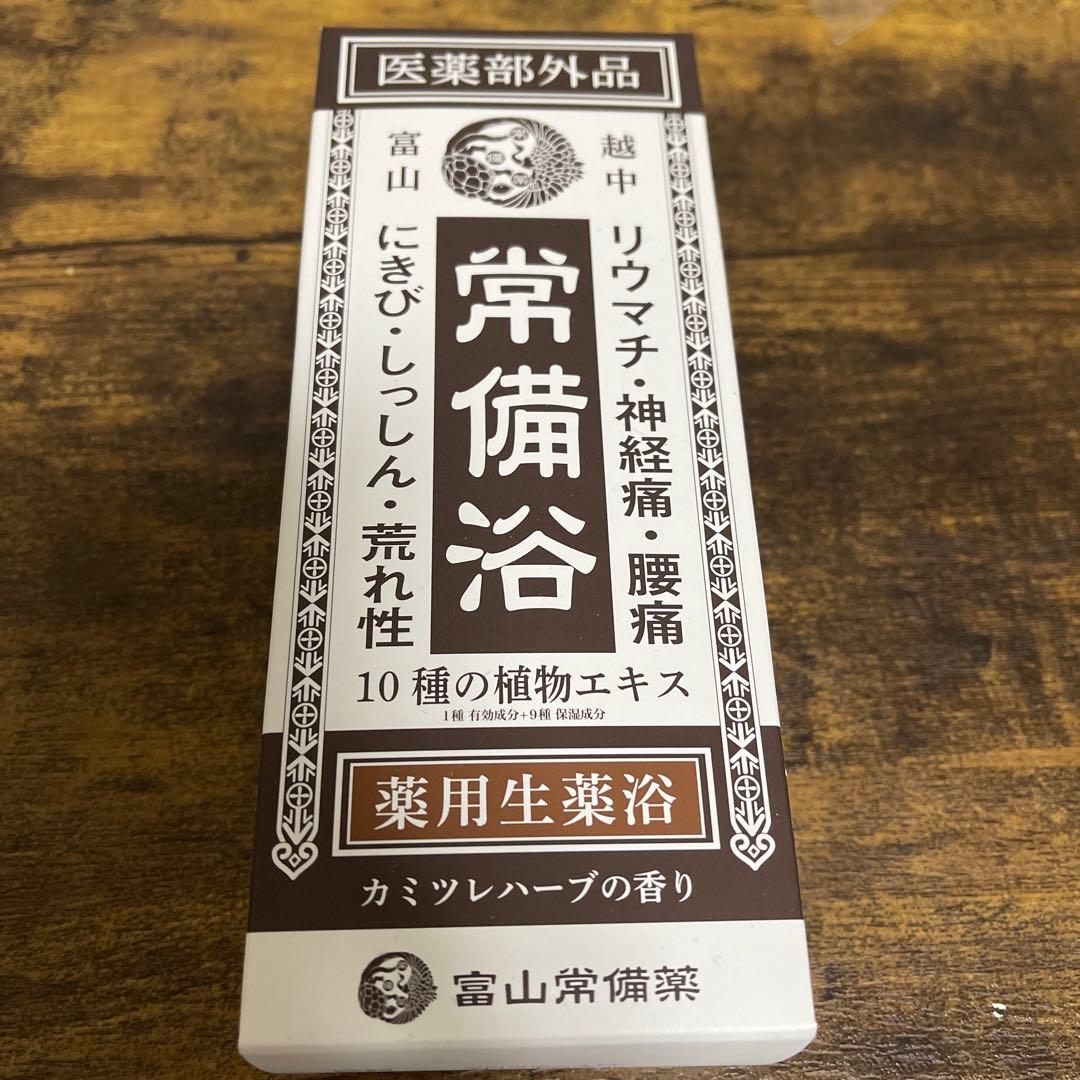 医薬部外品
越中
富山
リウマチ・神経痛・腰痛
常備浴
にきび・しっしん・荒れ性
10種の植物エキス
1種 有効成分+9種 保湿成分
薬用生薬浴
カミツレハーブの香り
富山常備薬